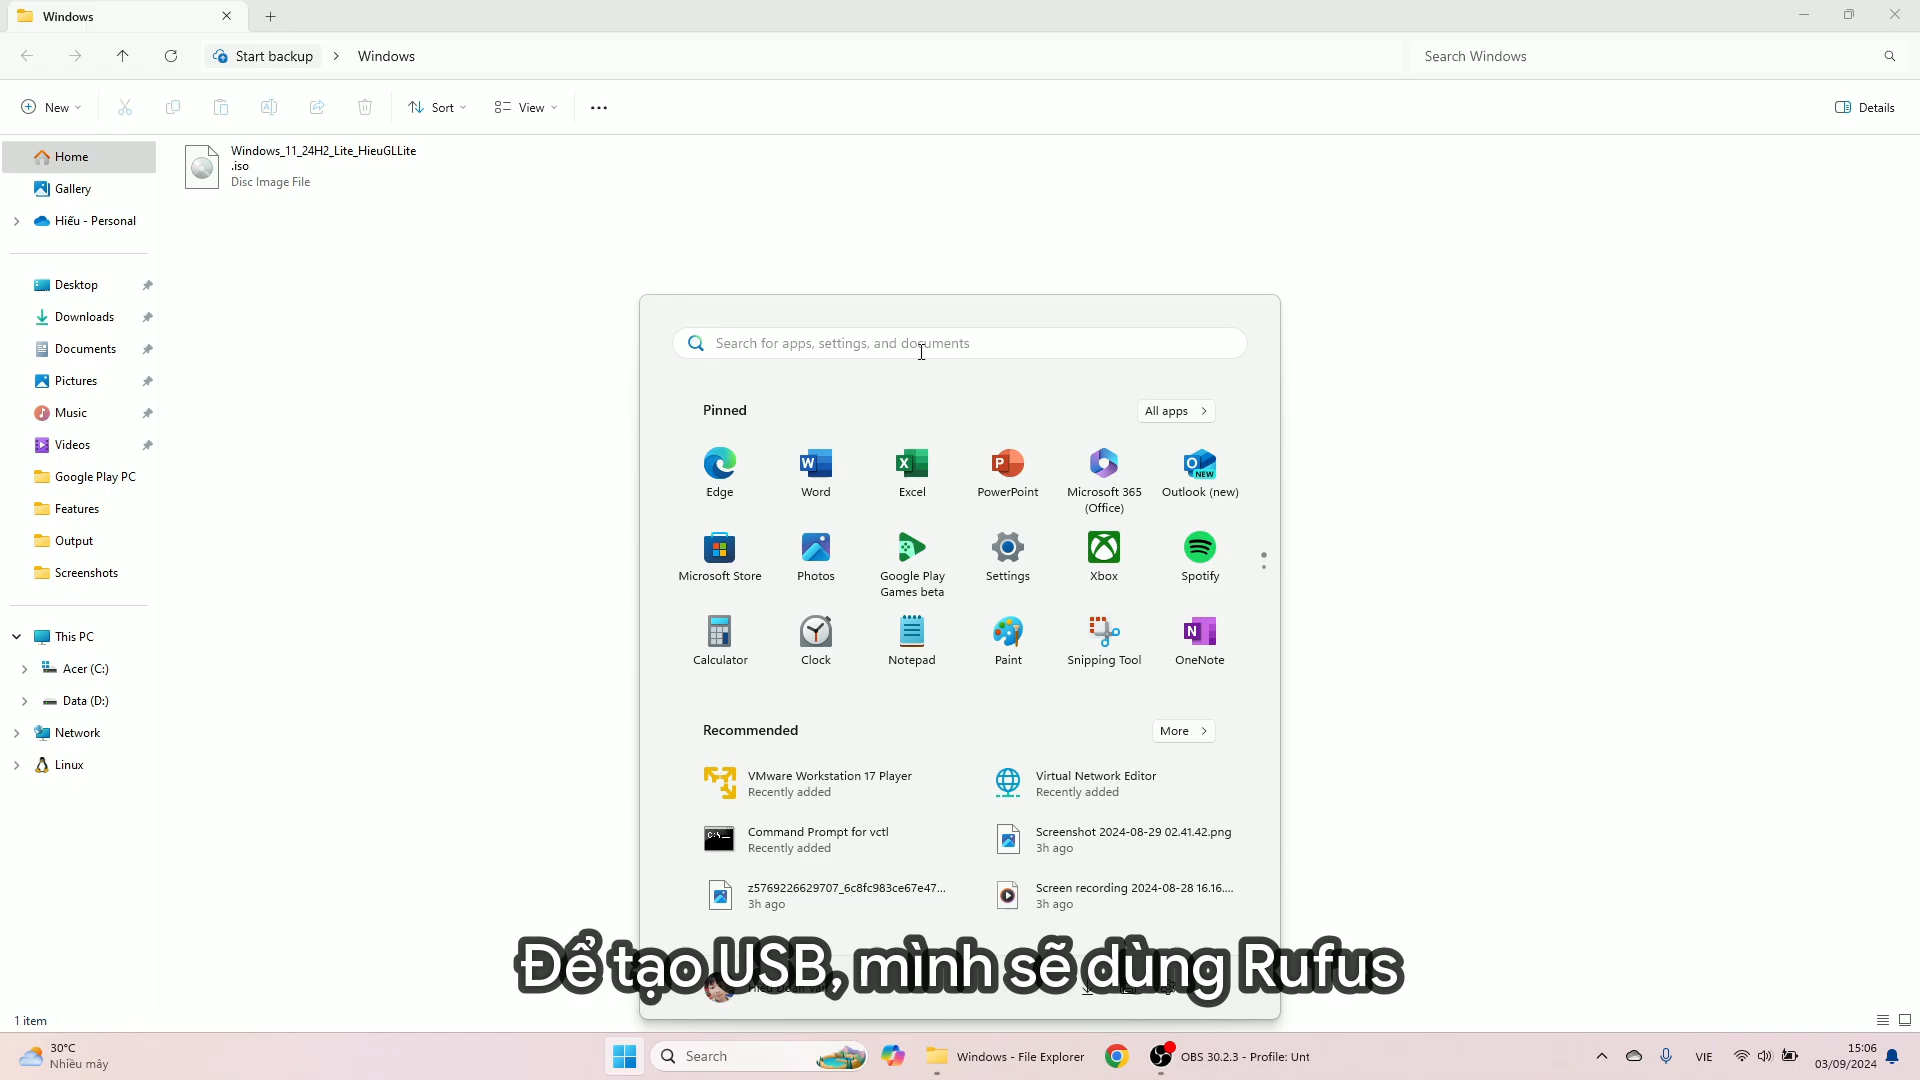 Windows
Start backup
Windows
Search Windows
New
Sort
View
Details
Home
Gallery
Hiếu - Personal
Desktop
Downloads
Documents
Pictures
Music
Videos
Google Play PC
Features
Output
Screenshots
This PC
Acer (C:)
Data (D:)
Network
Linux
Windows_11_24H2_Lite_HieuGLLite
.iso
Disc Image File
Search for apps, settings, and documents
Pinned
All apps
Edge
Word
Excel
PowerPoint
Microsoft 365
(Office)
Outlook (new)
Microsoft Store
Photos
Google Play
Games beta
Settings
Xbox
Spotify
Calculator
Clock
Notepad
Paint
Snipping Tool
OneNote
Recommended
More
VMware Workstation 17 Player
Recently added
Virtual Network Editor
Recently added
Command Prompt for vctl
Recently added
Screenshot 2024-08-29 02.41.42.png
3h ago
z5769226629707_6c8fc983ce67e47...
3h ago
Screen recording 2024-08-28 16.16....
3h ago
Để tạo USB, mình sẽ dùng Rufus
1 item
30°C
Nhiều mây
Search
Windows - File Explorer
OBS 30.2.3 - Profile: Unt
VIE
15:06
03/09/2024